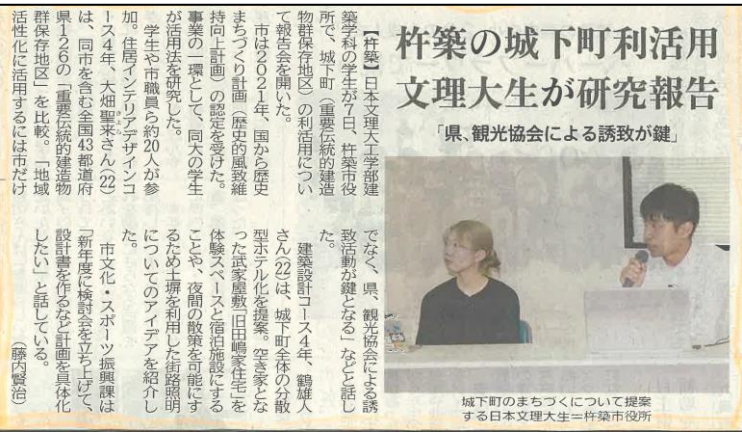 杵築の城下町利活用
文理大生が研究報告
「県、観光協会による誘致が鍵」
【杵築】日本文理大工学部建
築学科の学生が7日、杵築市役
所で、城下町（重要伝統的建造
物群保存地区）の利活用につい
て報告会を開いた。
市は2021年、国から歴史
まちづくり計画（歴史的風致維
持向上計画）の認定を受けた。
事業の一環として、同大の学生
が活用法を研究した。
学生や市職員ら約20人が参
加。住居インテリアデザインコ
ース4年、大畑聖来さん(22)
は、同市を含む全国43都道府
県126の「重要伝統的建造物
群保存地区」を比較。「地域
活性化に活用するには市だけ
でなく、県、観光協会による誘
致活動が鍵となる」などと話し
た。
建築設計コース4年、鶴雄人
さん(22)は、城下町全体の分散
型ホテル化を提案。空き家とな
った武家屋敷「旧田嶋家住宅」を
体験スペースと宿泊施設にする
ことや、夜間の散策を可能にす
るため土塀を利用した街路照明
についてのアイデアを紹介し
た。
市文化・スポーツ振興課は
「新年度に検討会を立ち上げて、
設計書を作るなど計画を具体化
したい」と話している。
（藤内賢治）
城下町のまちづくについて提案
する日本文理大生＝杵築市役所